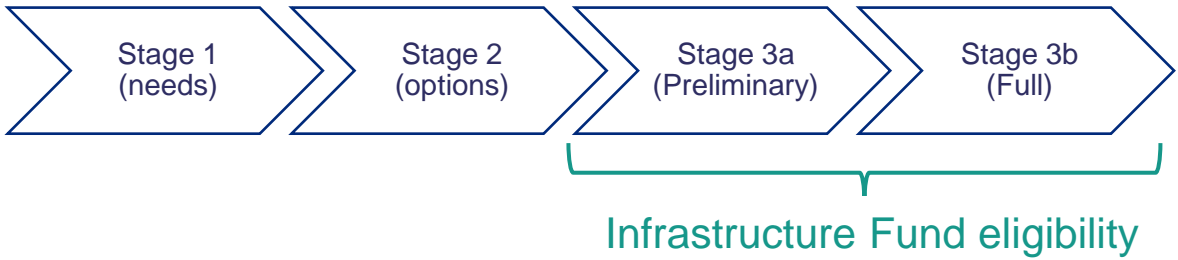 Stage 1
(needs)
Stage 2
(options)
Stage 3a
(Preliminary)
Stage 3b
(Full)
Infrastructure Fund eligibility